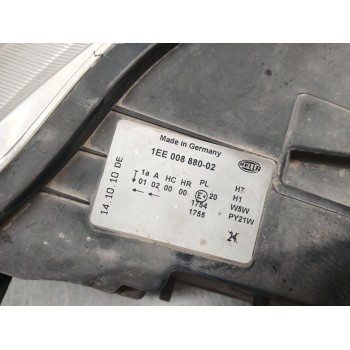 Made in Germany
1EE 008 880-02
HELLA
1a A HC HR PL H7
01 02 00 00 E1 20 H1
1754 W5W
1755 PY21W
24
14.10.10 DE